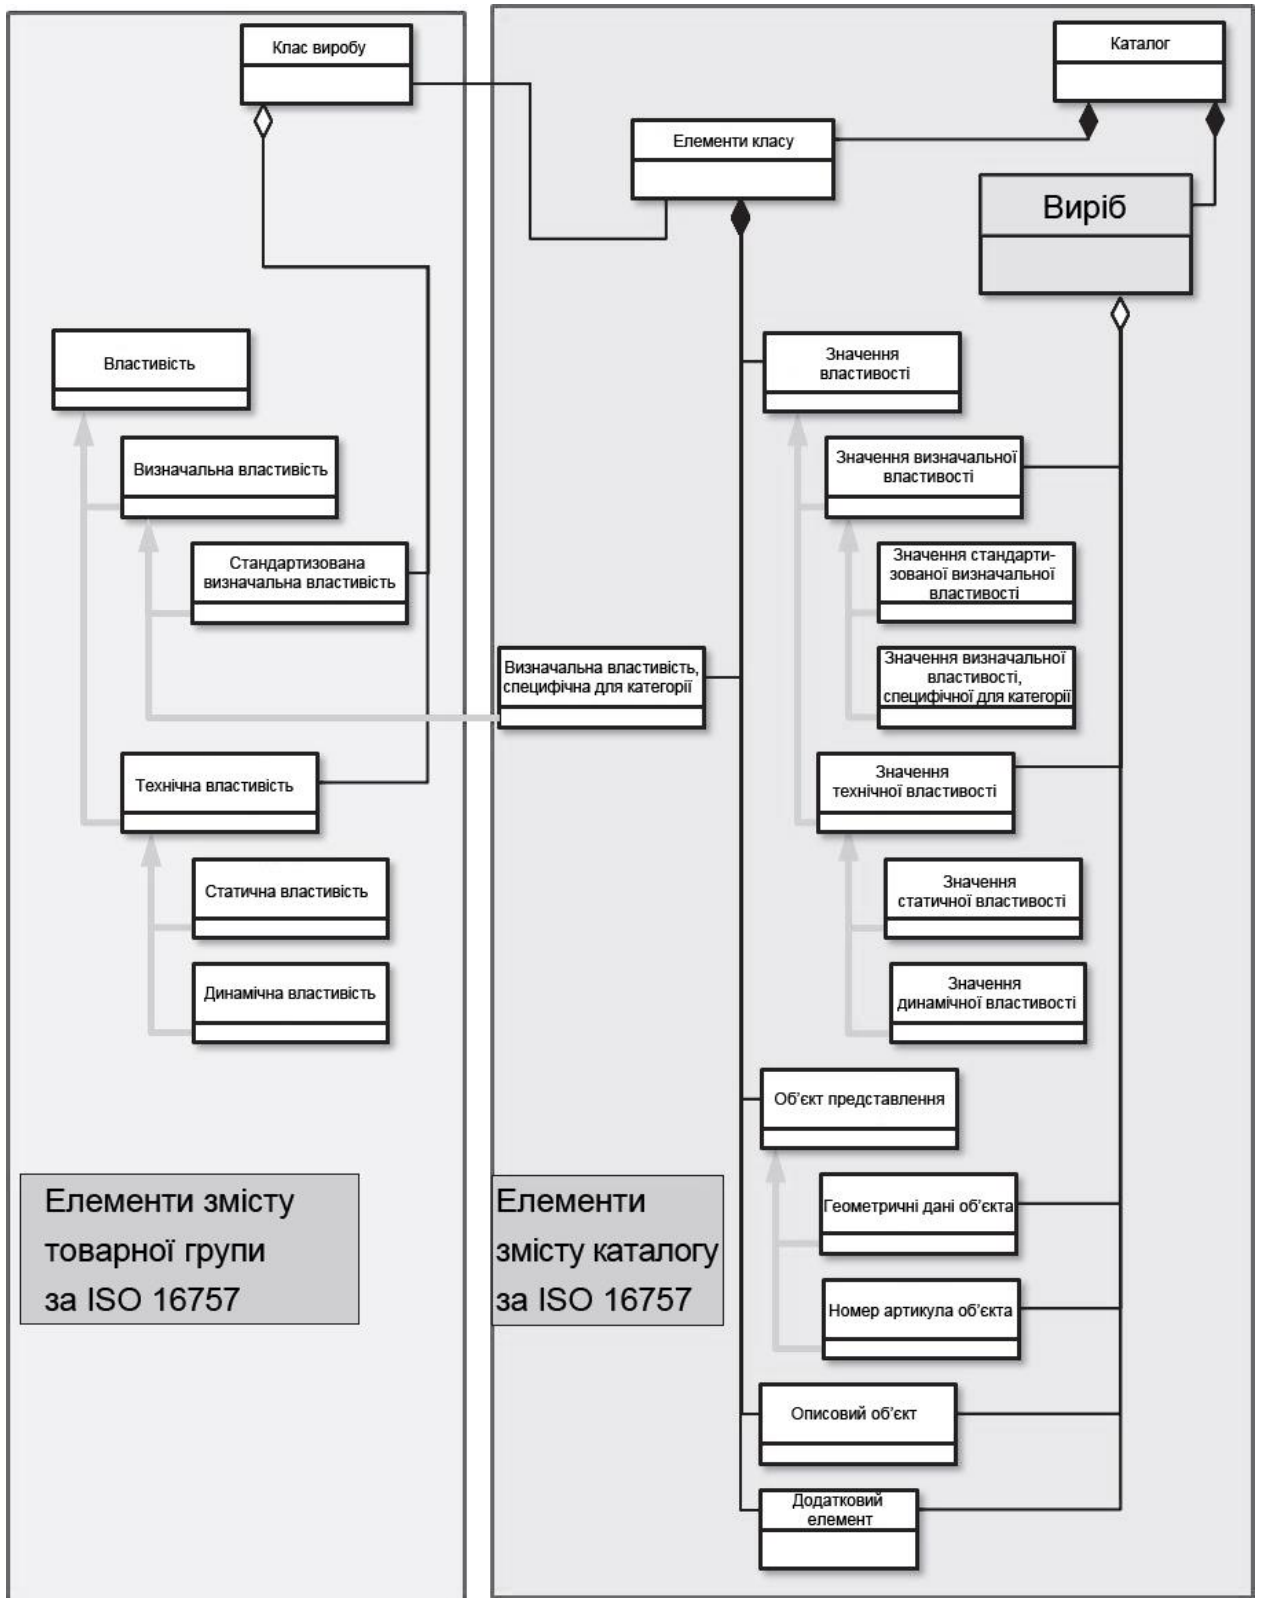 Клас виробу
Каталог
Елементи класу
Виріб
Властивість
Значення
властивості
Визначальна властивість
Значення визначальної
властивості
Стандартизована
визначальна властивість
Значення стандарти-
зованої визначальної
властивості
Визначальна властивість,
специфічна для категорії
Значення визначальної
властивості,
специфічної для категорії
Технічна властивість
Значення
технічної властивості
Статична властивість
Значення
статичної властивості
Динамічна властивість
Значення
динамічної властивості
Об’єкт представлення
Геометричні дані об’єкта
Номер артикула об’єкта
Описовий об’єкт
Додатковий
елемент
Елементи змісту
товарної групи
за ISO 16757
Елементи
змісту каталогу
за ISO 16757